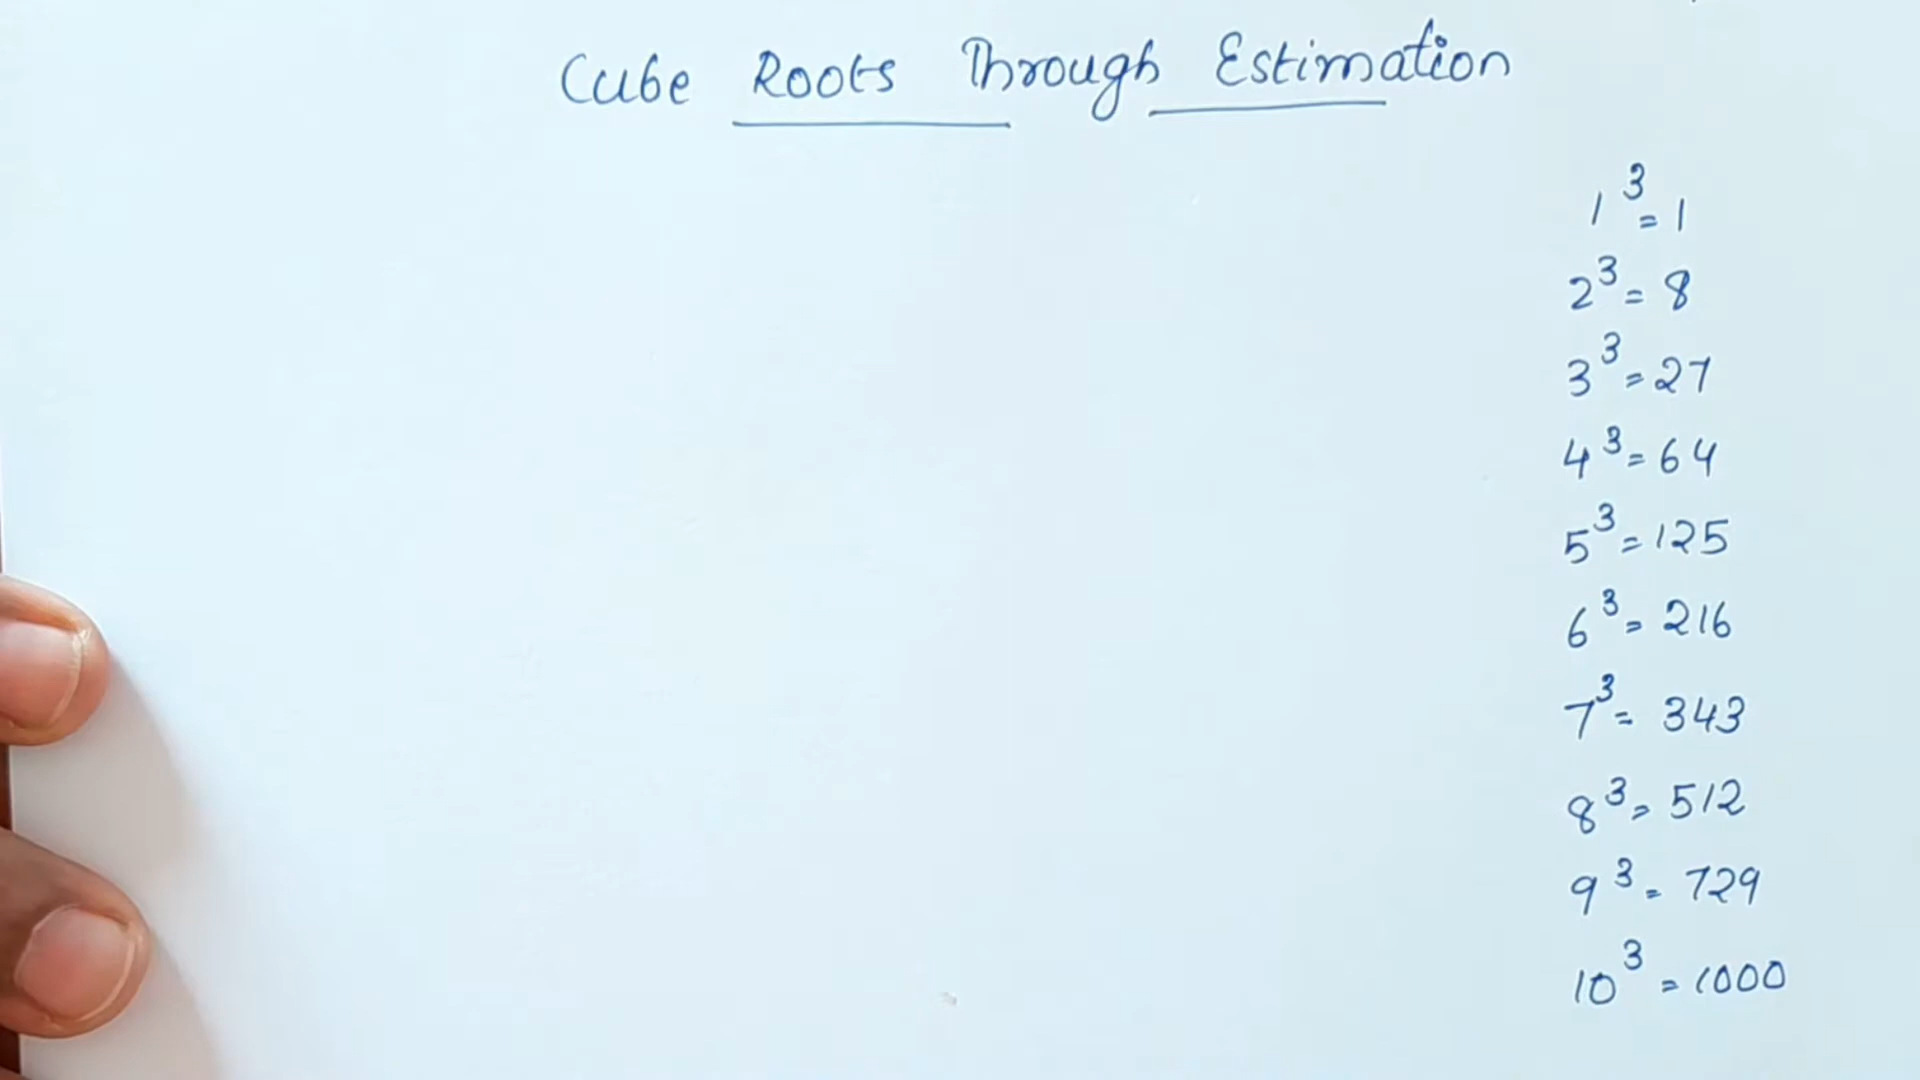 Cube Roots Through Estimation
1³ = 1
2³ = 8
3³ = 27
4³ = 64
5³ = 125
6³ = 216
7³ = 343
8³ = 512
9³ = 729
10³ = 1000